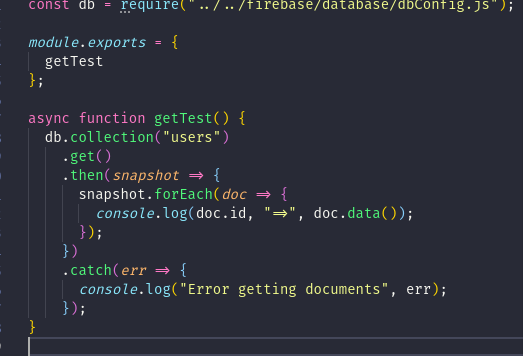 const db = require("../../firebase/database/dbConfig.js");
module.exports = {
getTest
};
async function getTest() {
db.collection("users")
.get()
.then(snapshot => {
snapshot.forEach(doc => {
console.log(doc.id, "=>", doc.data());
});
})
.catch(err => {
console.log("Error getting documents", err);
});
}